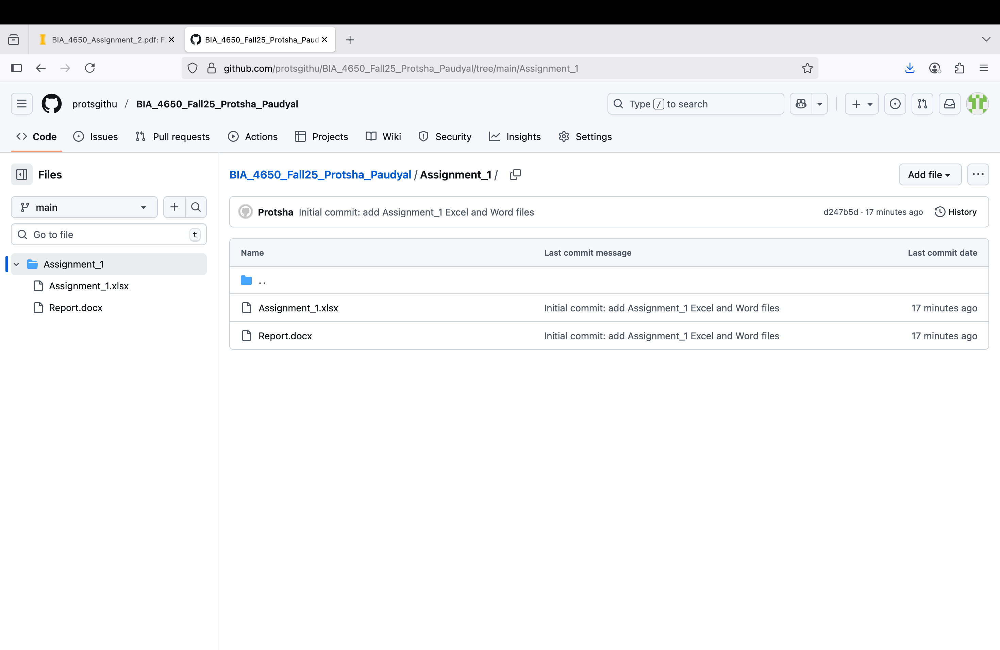 BIA_4650_Assignment_2.pdf: F
BIA_4650_Fall25_Protsha_Paud
github.com/protsgithu/BIA_4650_Fall25_Protsha_Paudyal/tree/main/Assignment_1
protsgithu / BIA_4650_Fall25_Protsha_Paudyal
Type / to search
Code
Issues
Pull requests
Actions
Projects
Wiki
Security
Insights
Settings
Files
main
Go to file
t
Assignment_1
Assignment_1.xlsx
Report.docx
BIA_4650_Fall25_Protsha_Paudyal / Assignment_1 /
Add file
Protsha Initial commit: add Assignment_1 Excel and Word files
d247b5d · 17 minutes ago
History
Name Last commit message Last commit date
..
Assignment_1.xlsx Initial commit: add Assignment_1 Excel and Word files 17 minutes ago
Report.docx Initial commit: add Assignment_1 Excel and Word files 17 minutes ago